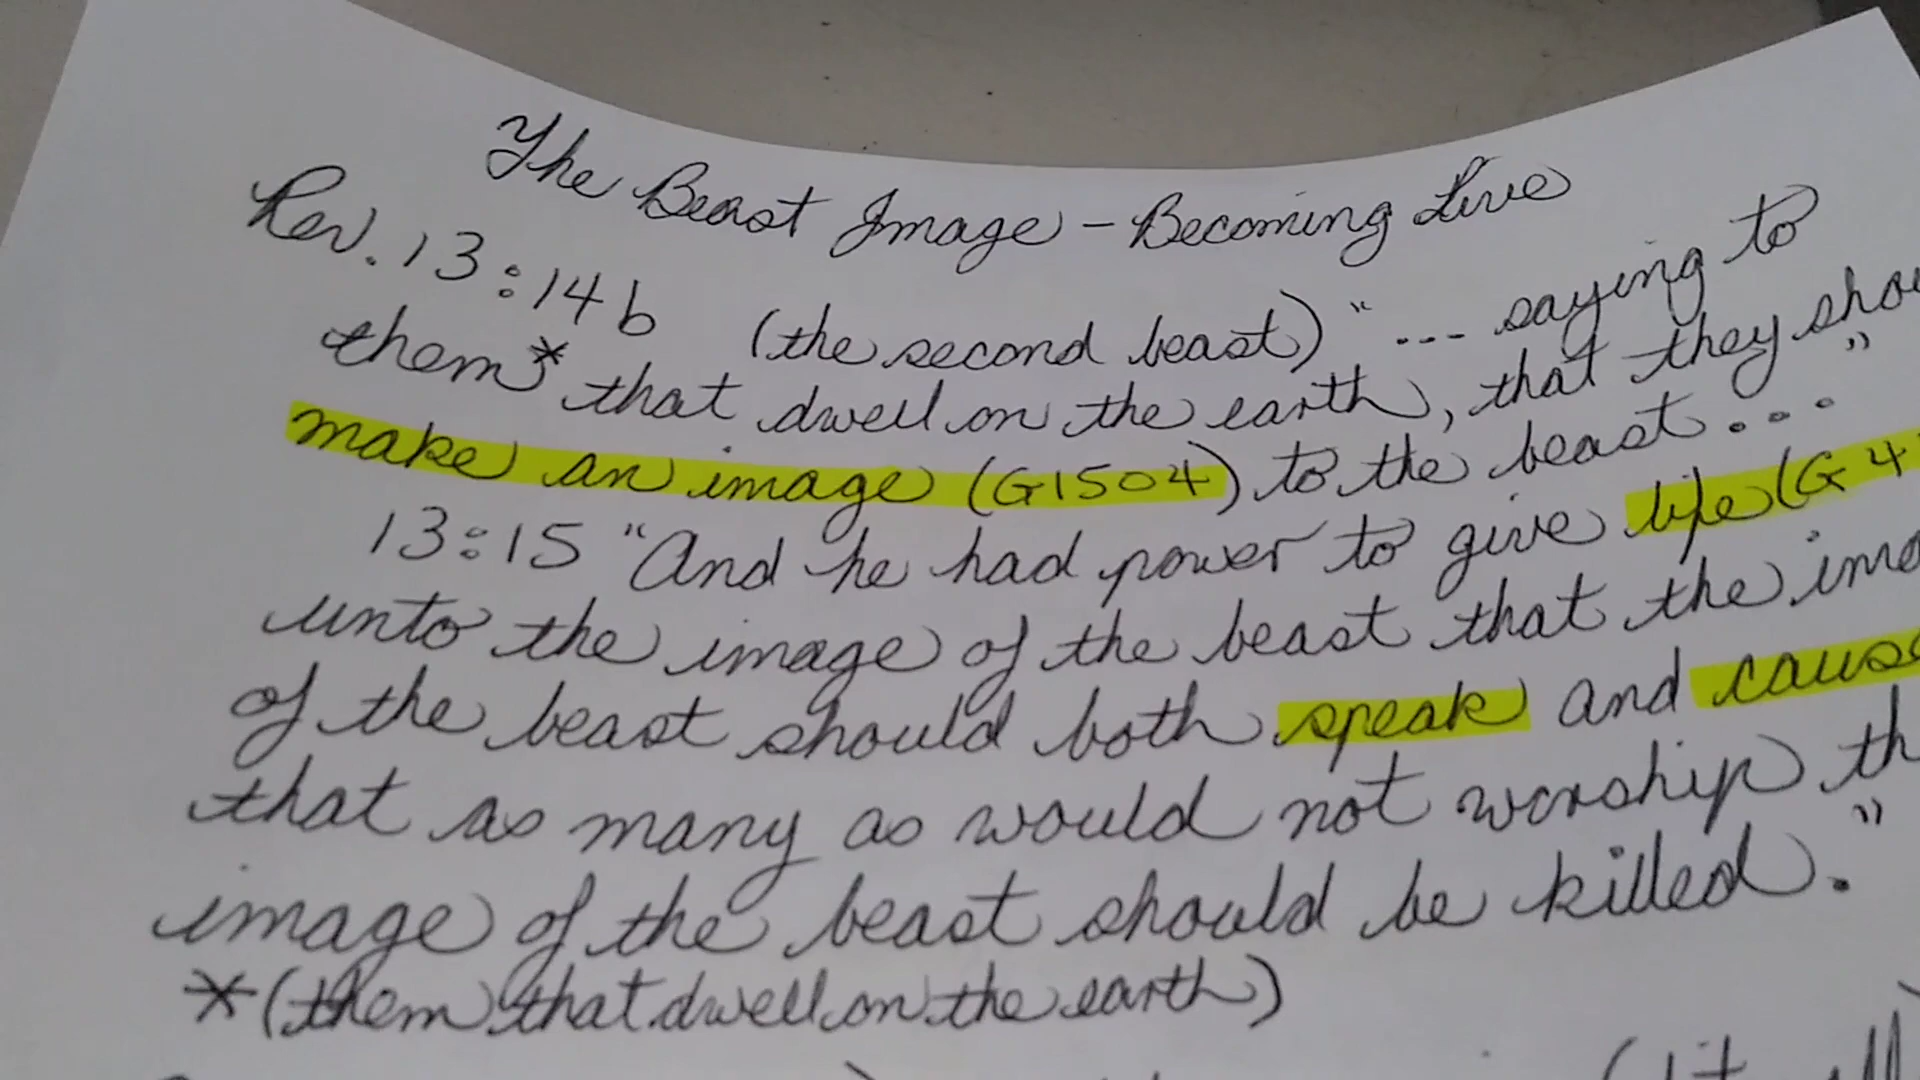 The Beast Image - Becoming Live
Rev. 13:14b (the second beast) "... saying to
them* that dwell on the earth, that they shou
make an image (G1504) to the beast..."
13:15 "And he had power to give life (G4
unto the image of the beast that the ima
of the beast should both speak and cause
that as many as would not worship th
image of the beast should be killed."
*(them that dwell on the earth)